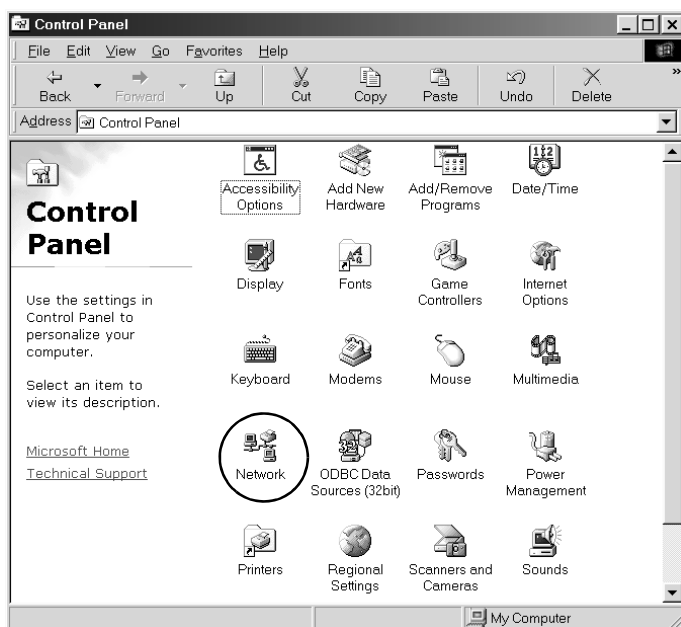 Control Panel
File Edit View Go Favorites Help
Back Forward Up Cut Copy Paste Undo Delete »
Address Control Panel
Control
Panel
Use the settings in
Control Panel to
personalize your
computer.
Select an item to
view its description.
Microsoft Home
Technical Support
Accessibility
Options
Add New
Hardware
Add/Remove
Programs
Date/Time
Display
Fonts
Game
Controllers
Internet
Options
Keyboard
Modems
Mouse
Multimedia
Network
ODBC Data
Sources (32bit)
Passwords
Power
Management
Printers
Regional
Settings
Scanners and
Cameras
Sounds
My Computer